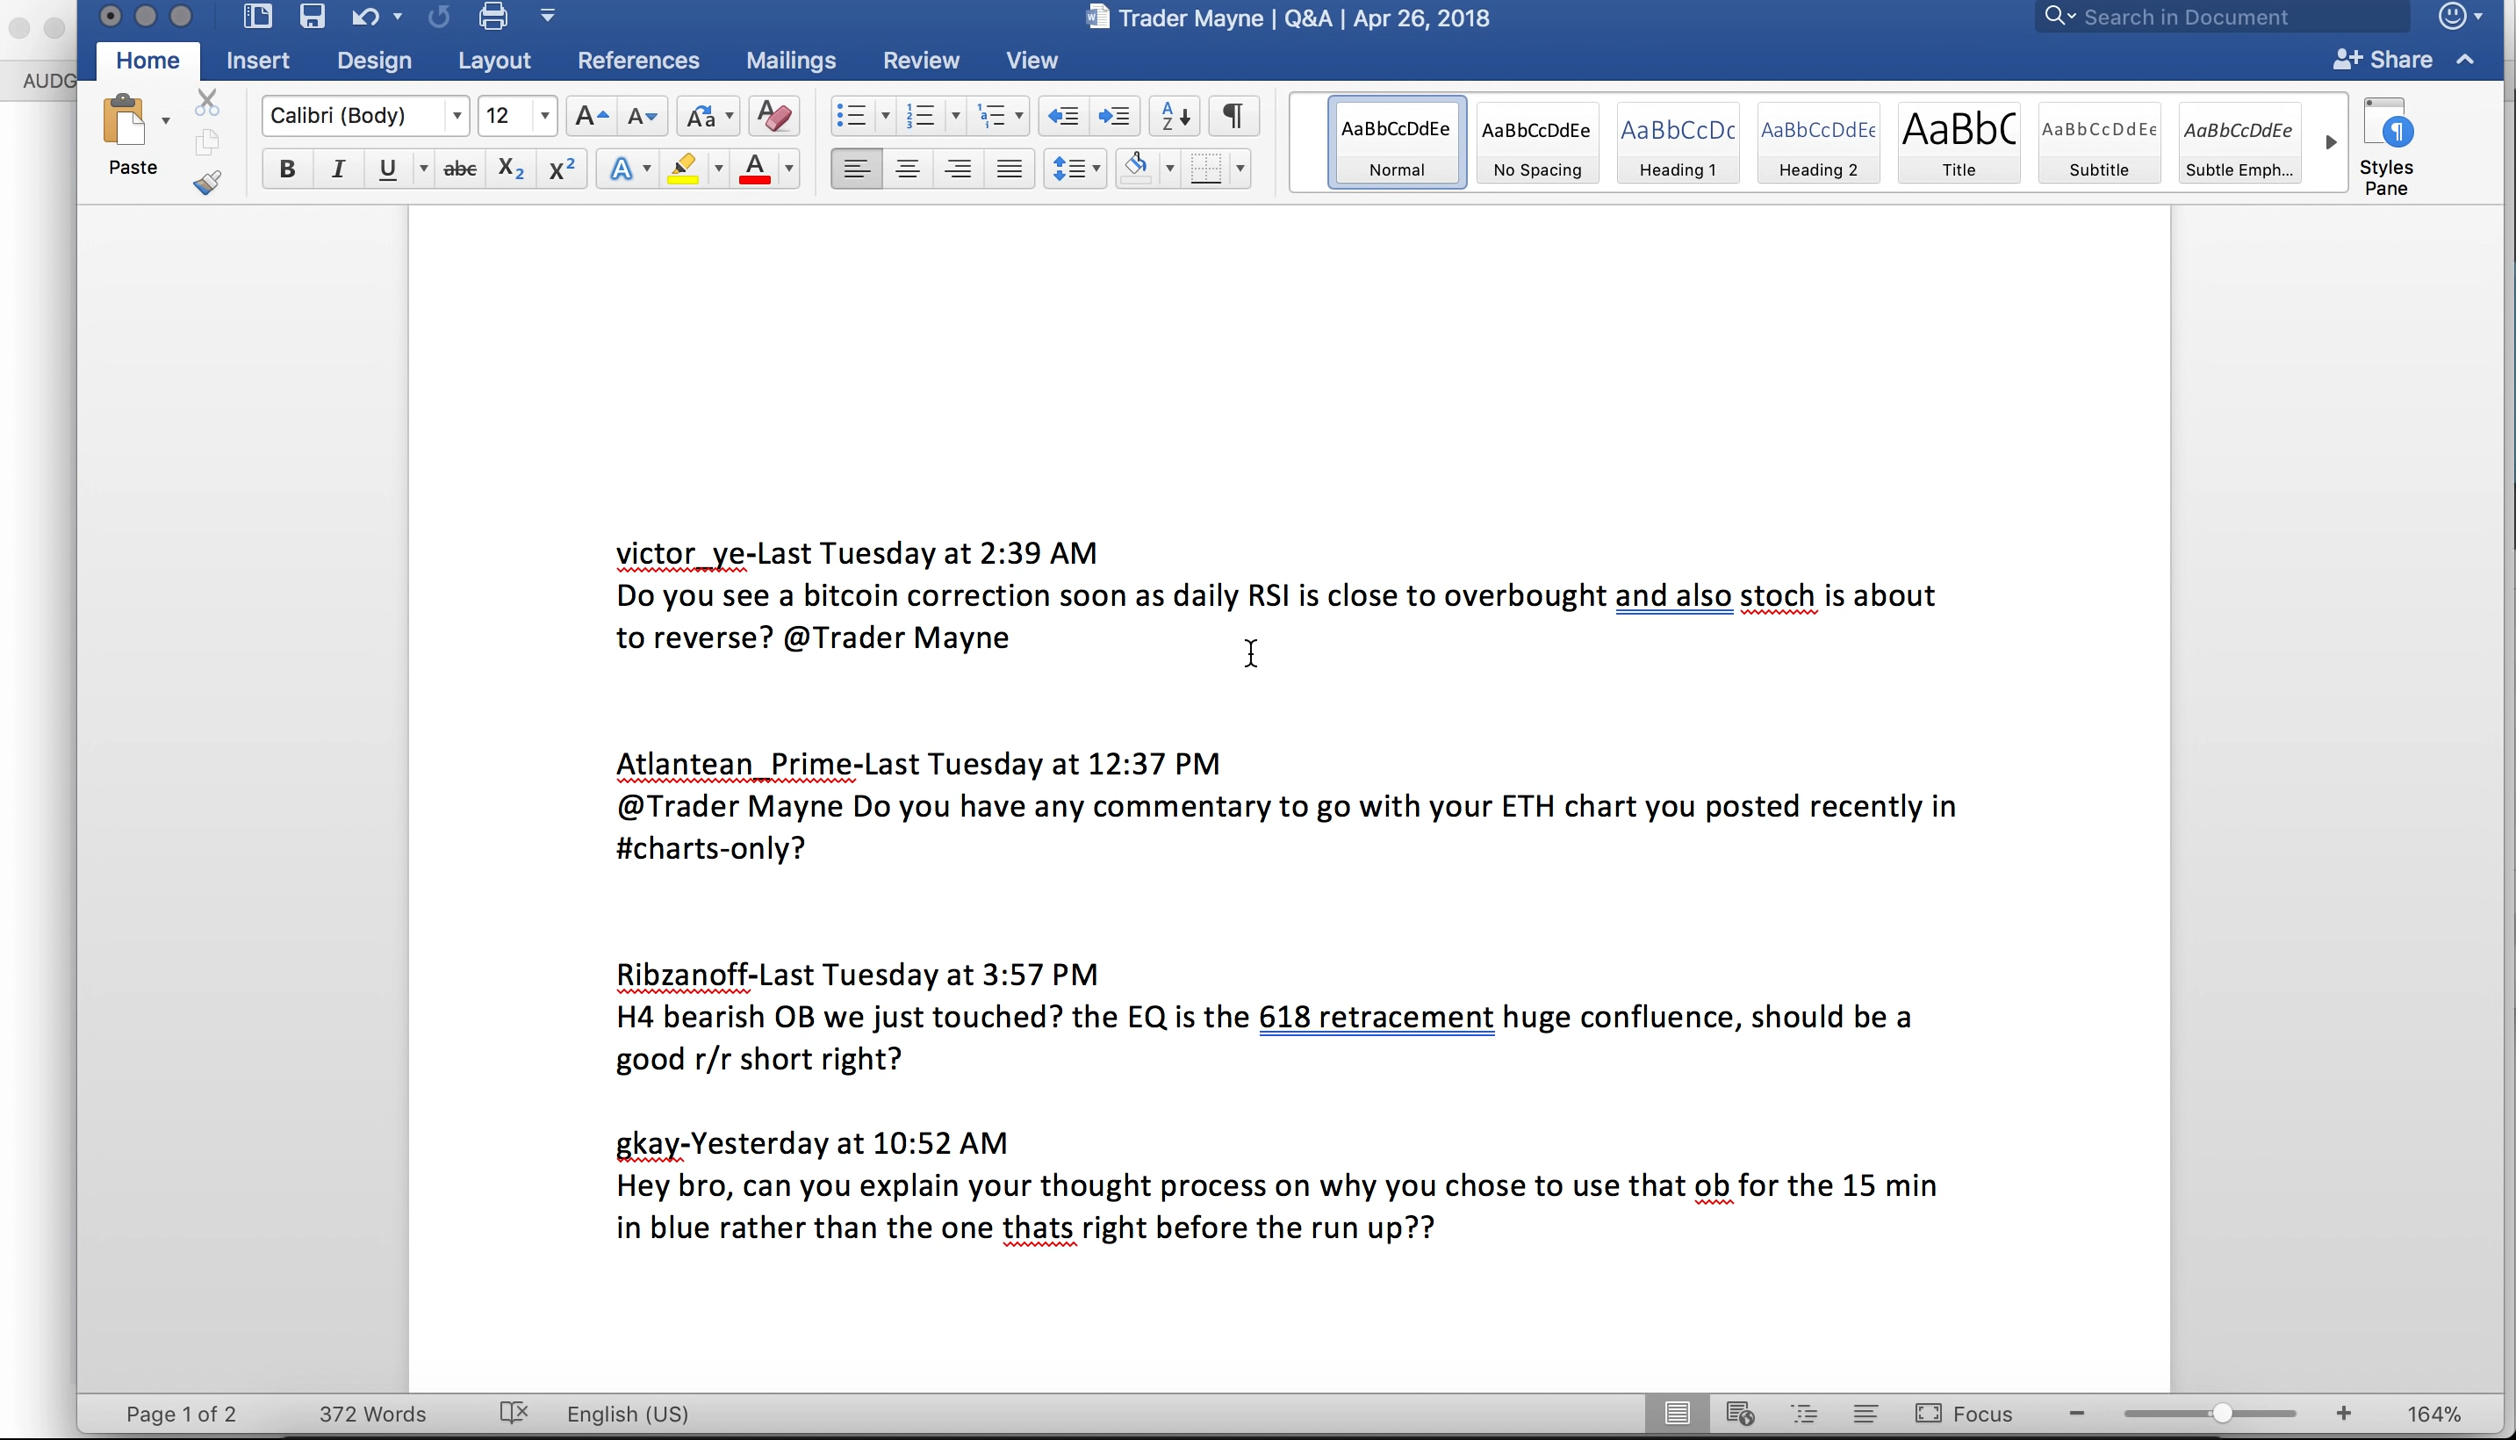 Trader Mayne | Q&A | Apr 26, 2018
Search in Document
AUDG
Home Insert Design Layout References Mailings Review View Share
Paste
Calibri (Body) 12
AaBbCcDdEe AaBbCcDdEe AaBbCcDc AaBbCcDdEe AaBbC AaBbCcDdEe AaBbCcDdEe
Normal No Spacing Heading 1 Heading 2 Title Subtitle Subtle Emph...
Styles
Pane
victor_ye-Last Tuesday at 2:39 AM
Do you see a bitcoin correction soon as daily RSI is close to overbought and also stoch is about
to reverse? @Trader Mayne
Atlantean_Prime-Last Tuesday at 12:37 PM
@Trader Mayne Do you have any commentary to go with your ETH chart you posted recently in
#charts-only?
Ribzanoff-Last Tuesday at 3:57 PM
H4 bearish OB we just touched? the EQ is the 618 retracement huge confluence, should be a
good r/r short right?
gkay-Yesterday at 10:52 AM
Hey bro, can you explain your thought process on why you chose to use that ob for the 15 min
in blue rather than the one thats right before the run up??
Page 1 of 2 372 Words English (US) Focus 164%